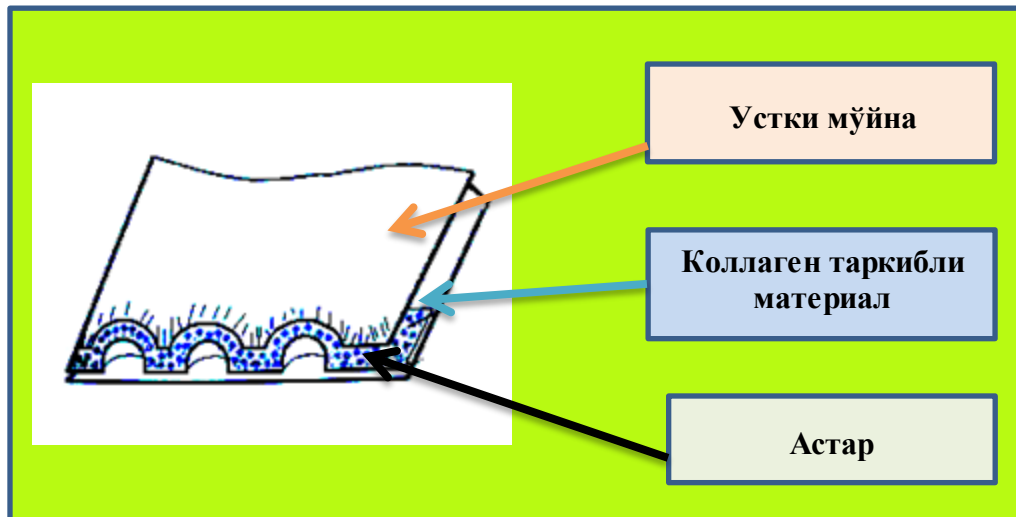 Устки мўйна
Коллаген таркибли
материал
Астар